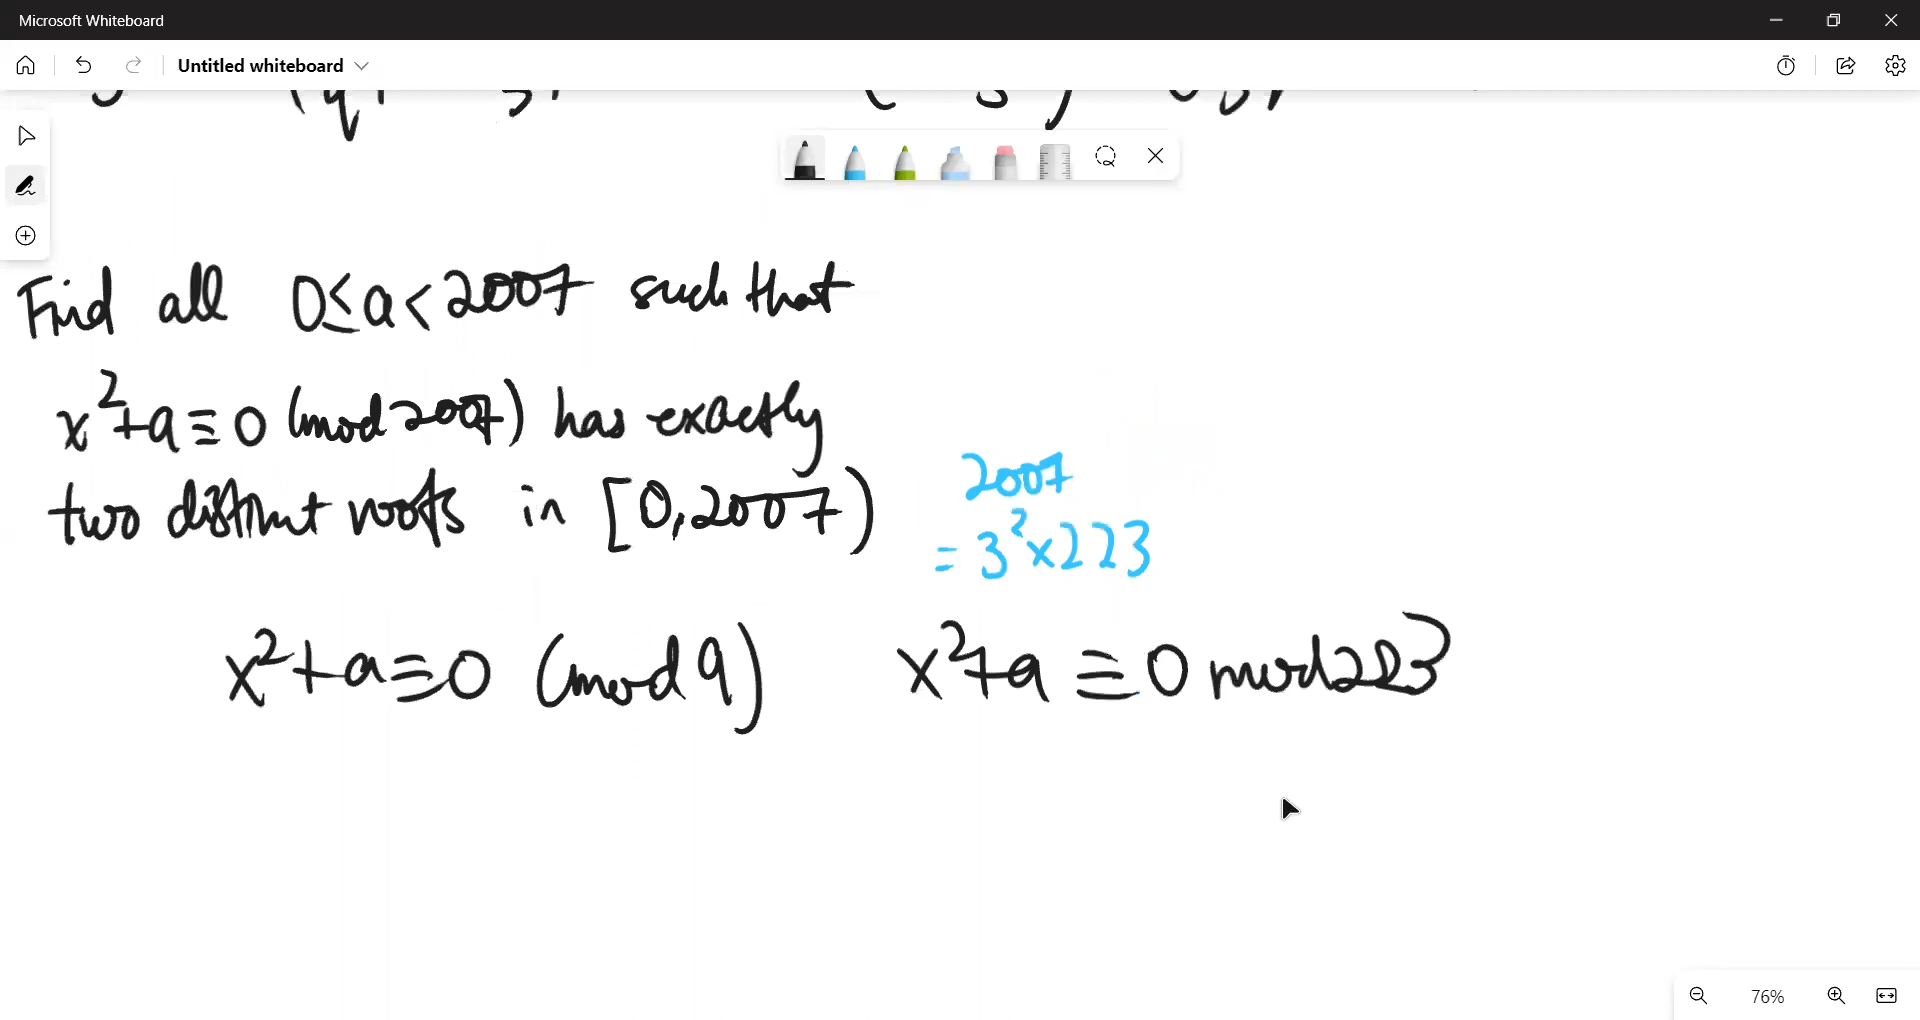 Microsoft Whiteboard
Untitled whiteboard
Find all 0≤a<2007 such that
x²+a≡0 (mod 2007) has exactly
two distinct roots in [0,2007)
2007
=3²×223
x²+a≡0 (mod 9)
x²+a≡0 mod 223
76%